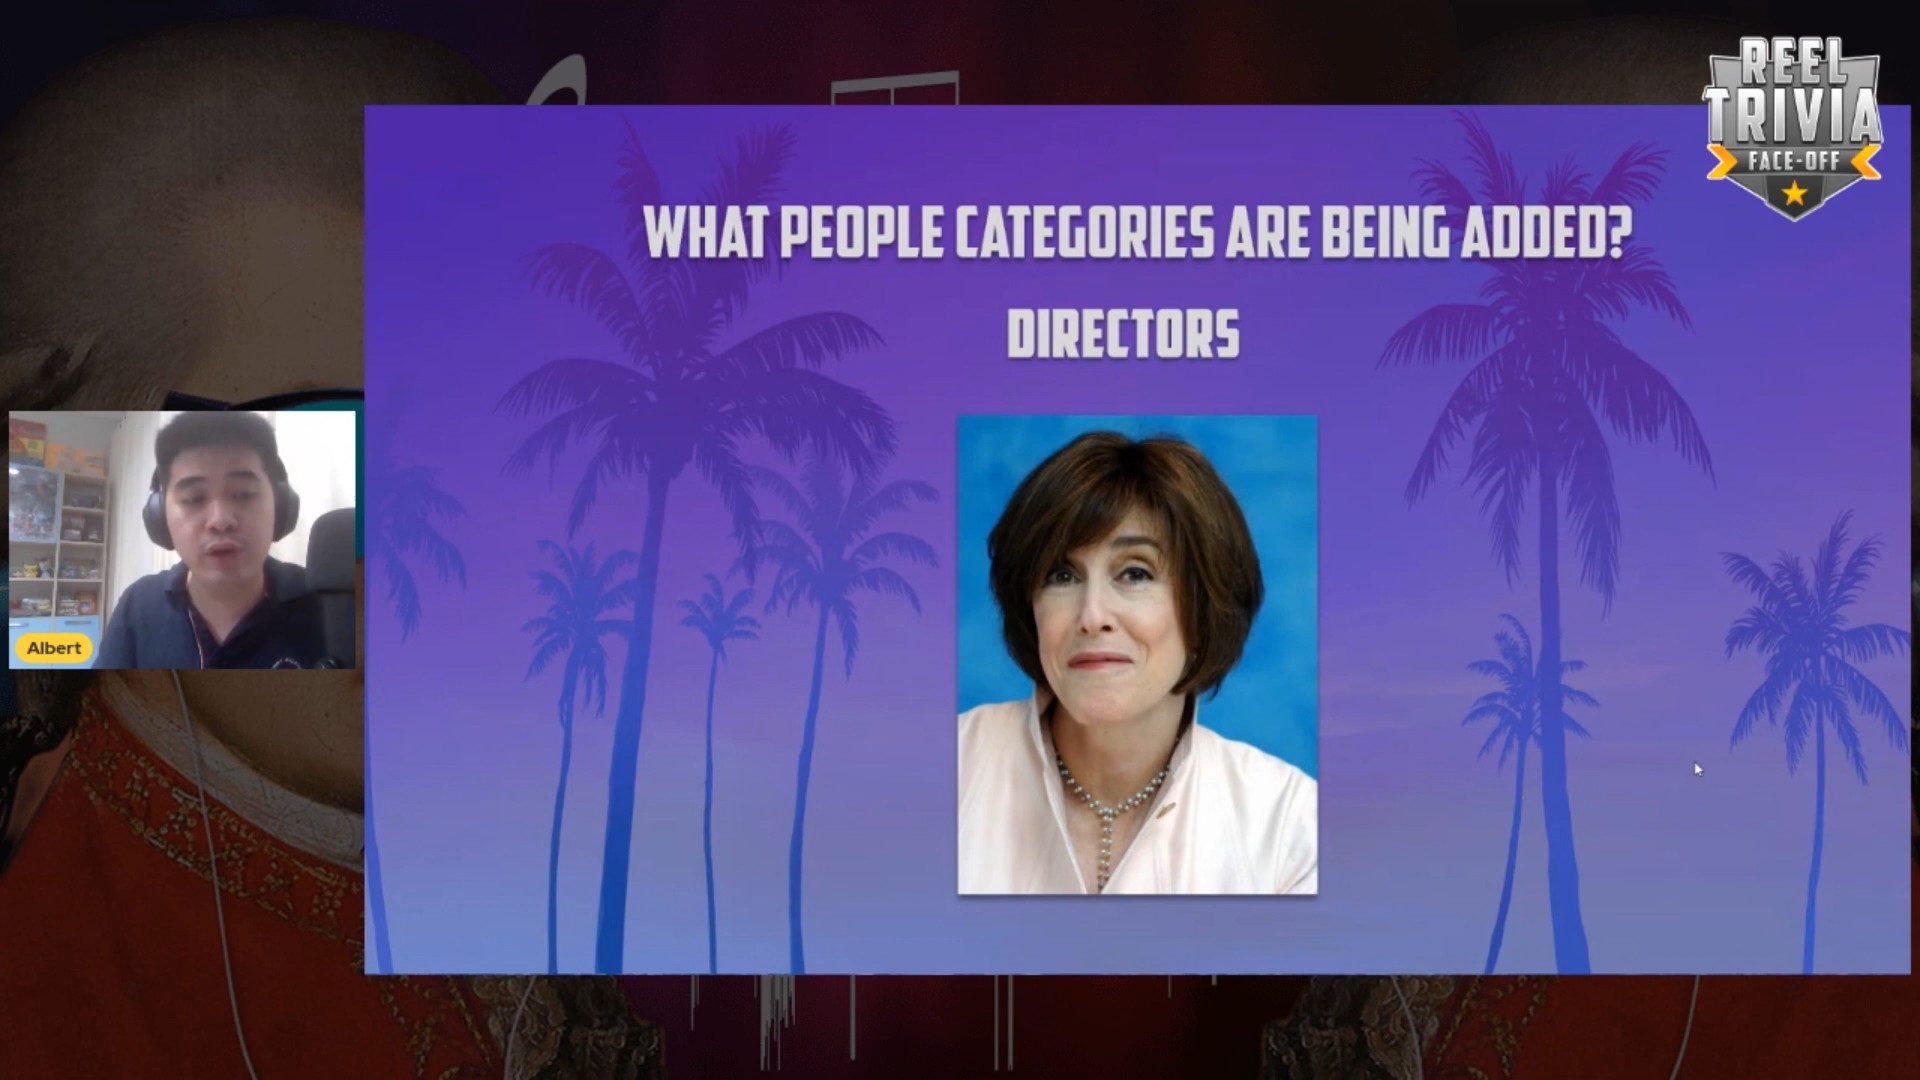 REEL
TRIVIA
FACE-OFF
WHAT PEOPLE CATEGORIES ARE BEING ADDED?
DIRECTORS
Albert